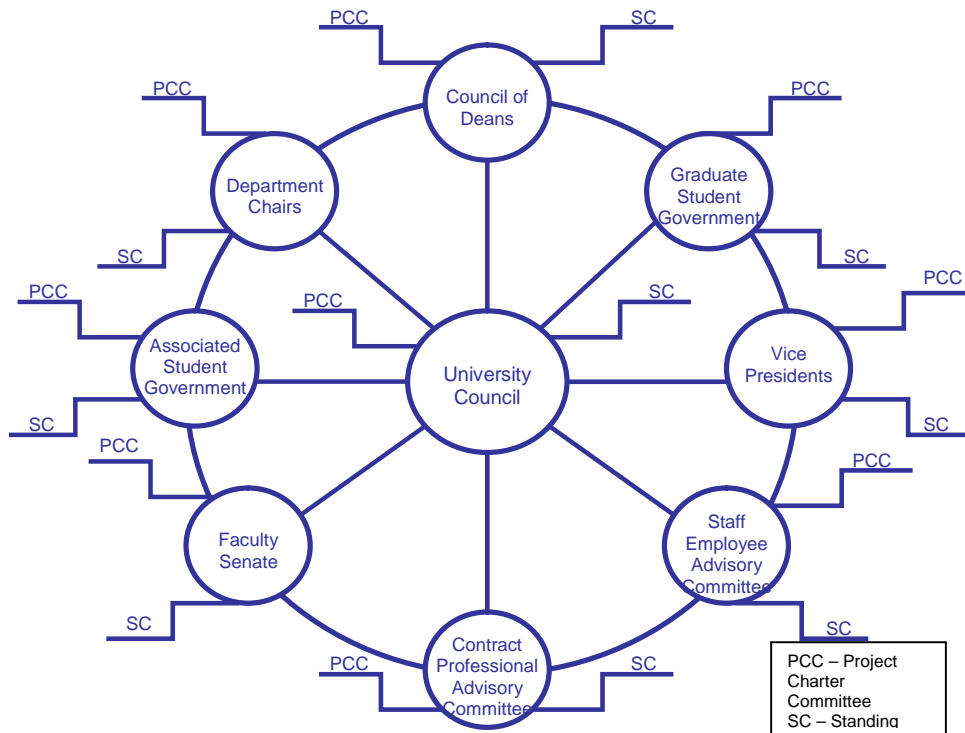 PCC
SC
Council of
Deans
PCC
PCC
Department
Chairs
Graduate
Student
Government
SC
SC
PCC
PCC
SC
PCC
Associated
Student
Government
University
Council
Vice
Presidents
SC
SC
PCC
PCC
Faculty
Senate
Staff
Employee
Advisory
Committee
SC
SC
Contract
Professional
Advisory
Committee
PCC
SC
PCC – Project
Charter
Committee
SC – Standing